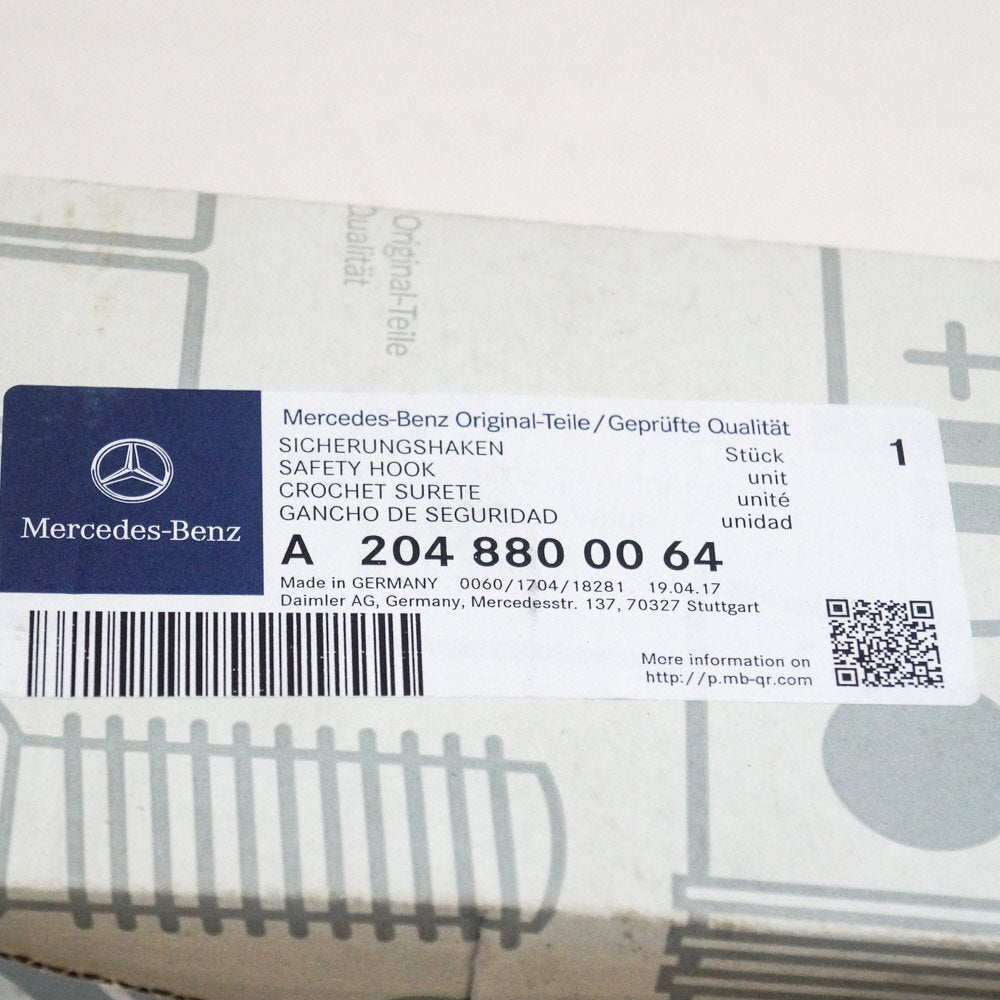 Original-Teile
Qualität
Mercedes-Benz
Mercedes-Benz Original-Teile/Geprüfte Qualität
SICHERUNGSHAKEN Stück 1
SAFETY HOOK unit
CROCHET SURETE unité
GANCHO DE SEGURIDAD unidad
A 204 880 00 64
Made in GERMANY 0060/1704/18281 19.04.17
Daimler AG, Germany, Mercedesstr. 137, 70327 Stuttgart
More information on
http://p.mb-qr.com